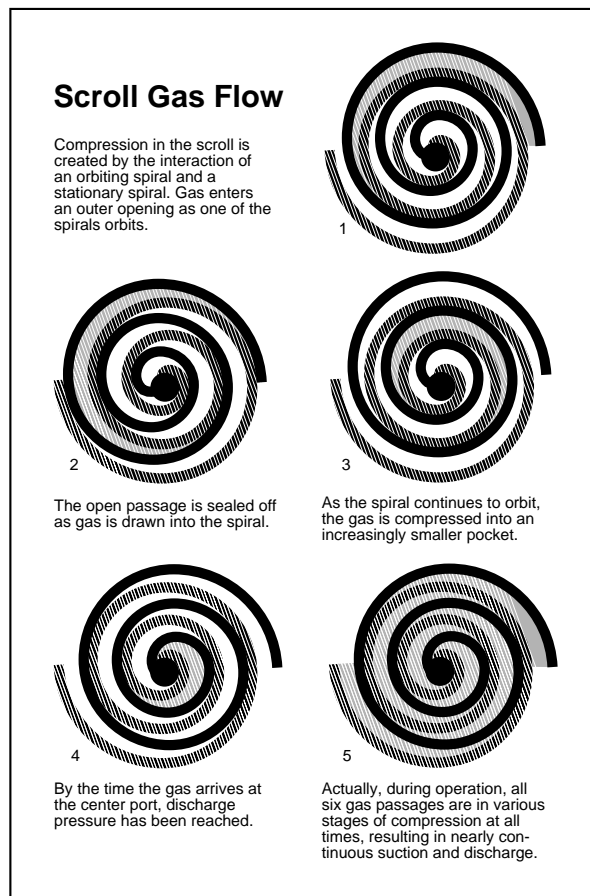 Scroll Gas Flow
Compression in the scroll is
created by the interaction of
an orbiting spiral and a
stationary spiral. Gas enters
an outer opening as one of the
spirals orbits.
1
2
The open passage is sealed off
as gas is drawn into the spiral.
3
As the spiral continues to orbit,
the gas is compressed into an
increasingly smaller pocket.
4
By the time the gas arrives at
the center port, discharge
pressure has been reached.
5
Actually, during operation, all
six gas passages are in various
stages of compression at all
times, resulting in nearly con-
tinuous suction and discharge.